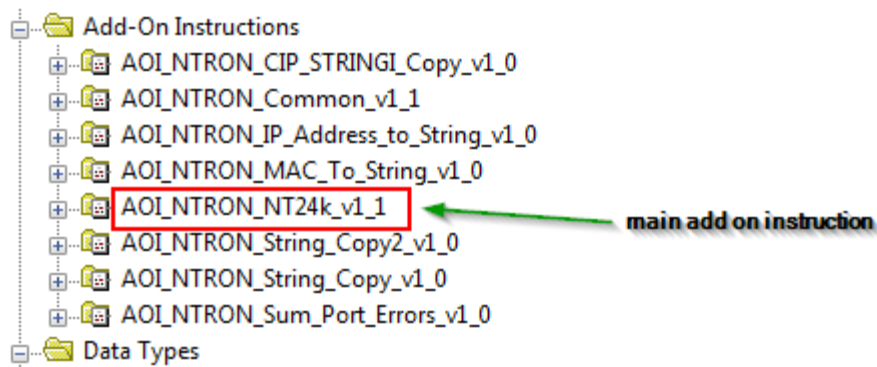 Add-On Instructions
AOI_NTRON_CIP_STRINGI_Copy_v1_0
AOI_NTRON_Common_v1_1
AOI_NTRON_IP_Address_to_String_v1_0
AOI_NTRON_MAC_To_String_v1_0
AOI_NTRON_NT24k_v1_1
main add on instruction
AOI_NTRON_String_Copy2_v1_0
AOI_NTRON_String_Copy_v1_0
AOI_NTRON_Sum_Port_Errors_v1_0
Data Types